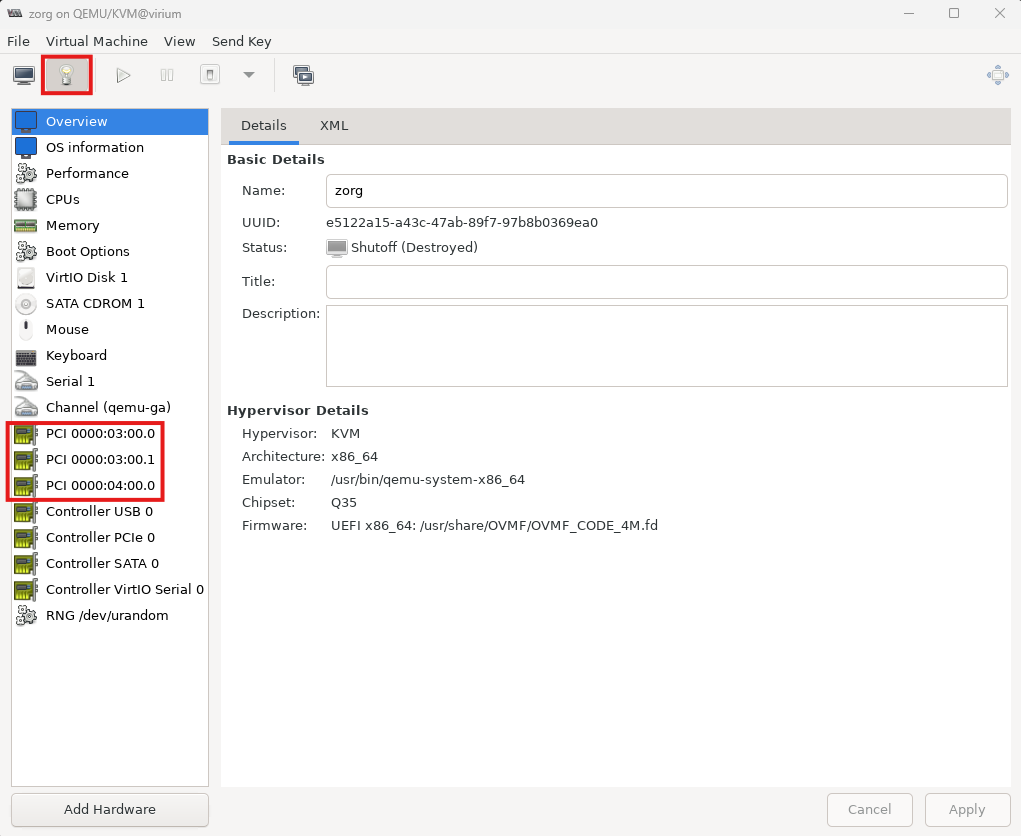 zorg on QEMU/KVM@virium
File Virtual Machine View Send Key
Overview
OS information
Performance
CPUs
Memory
Boot Options
VirtIO Disk 1
SATA CDROM 1
Mouse
Keyboard
Serial 1
Channel (qemu-ga)
PCI 0000:03:00.0
PCI 0000:03:00.1
PCI 0000:04:00.0
Controller USB 0
Controller PCIe 0
Controller SATA 0
Controller VirtIO Serial 0
RNG /dev/urandom
Add Hardware
Details XML
Basic Details
Name: zorg
UUID: e5122a15-a43c-47ab-89f7-97b8b0369ea0
Status: Shutoff (Destroyed)
Title:
Description:
Hypervisor Details
Hypervisor: KVM
Architecture: x86_64
Emulator: /usr/bin/qemu-system-x86_64
Chipset: Q35
Firmware: UEFI x86_64: /usr/share/OVMF/OVMF_CODE_4M.fd
Cancel Apply